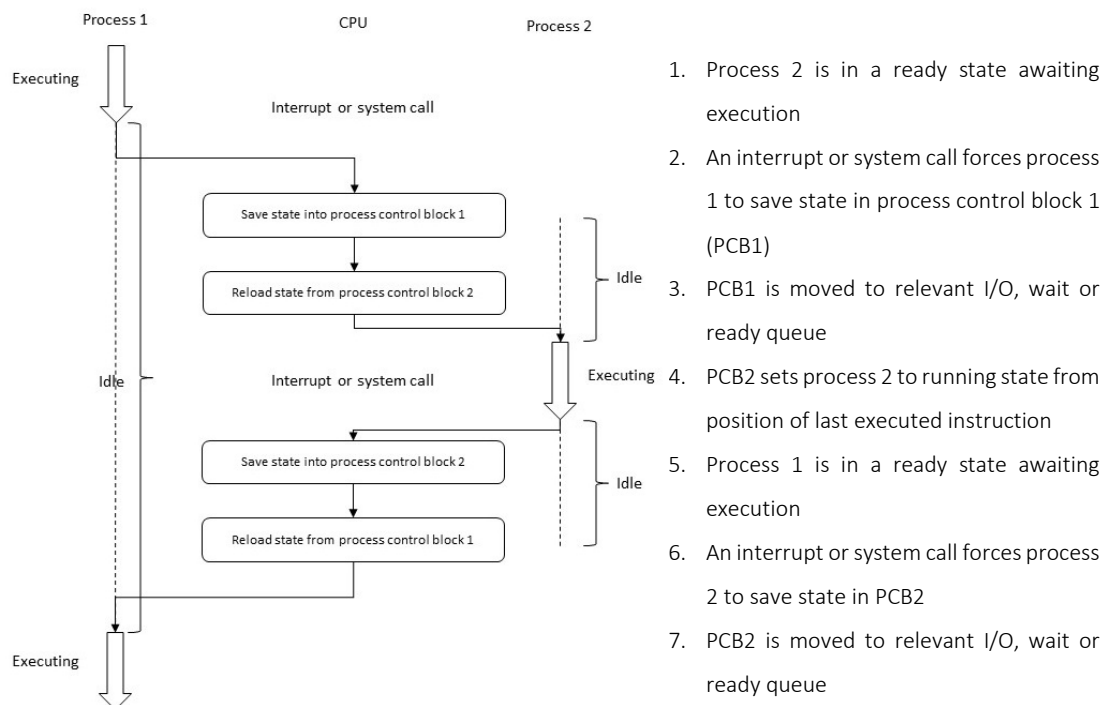 Process 1
CPU
Process 2
Executing
Interrupt or system call
Save state into process control block 1
Reload state from process control block 2
Idle
Idle
Interrupt or system call
Executing
Save state into process control block 2
Idle
Reload state from process control block 1
Executing
1. Process 2 is in a ready state awaiting
execution
2. An interrupt or system call forces process
1 to save state in process control block 1
(PCB1)
3. PCB1 is moved to relevant I/O, wait or
ready queue
4. PCB2 sets process 2 to running state from
position of last executed instruction
5. Process 1 is in a ready state awaiting
execution
6. An interrupt or system call forces process
2 to save state in PCB2
7. PCB2 is moved to relevant I/O, wait or
ready queue